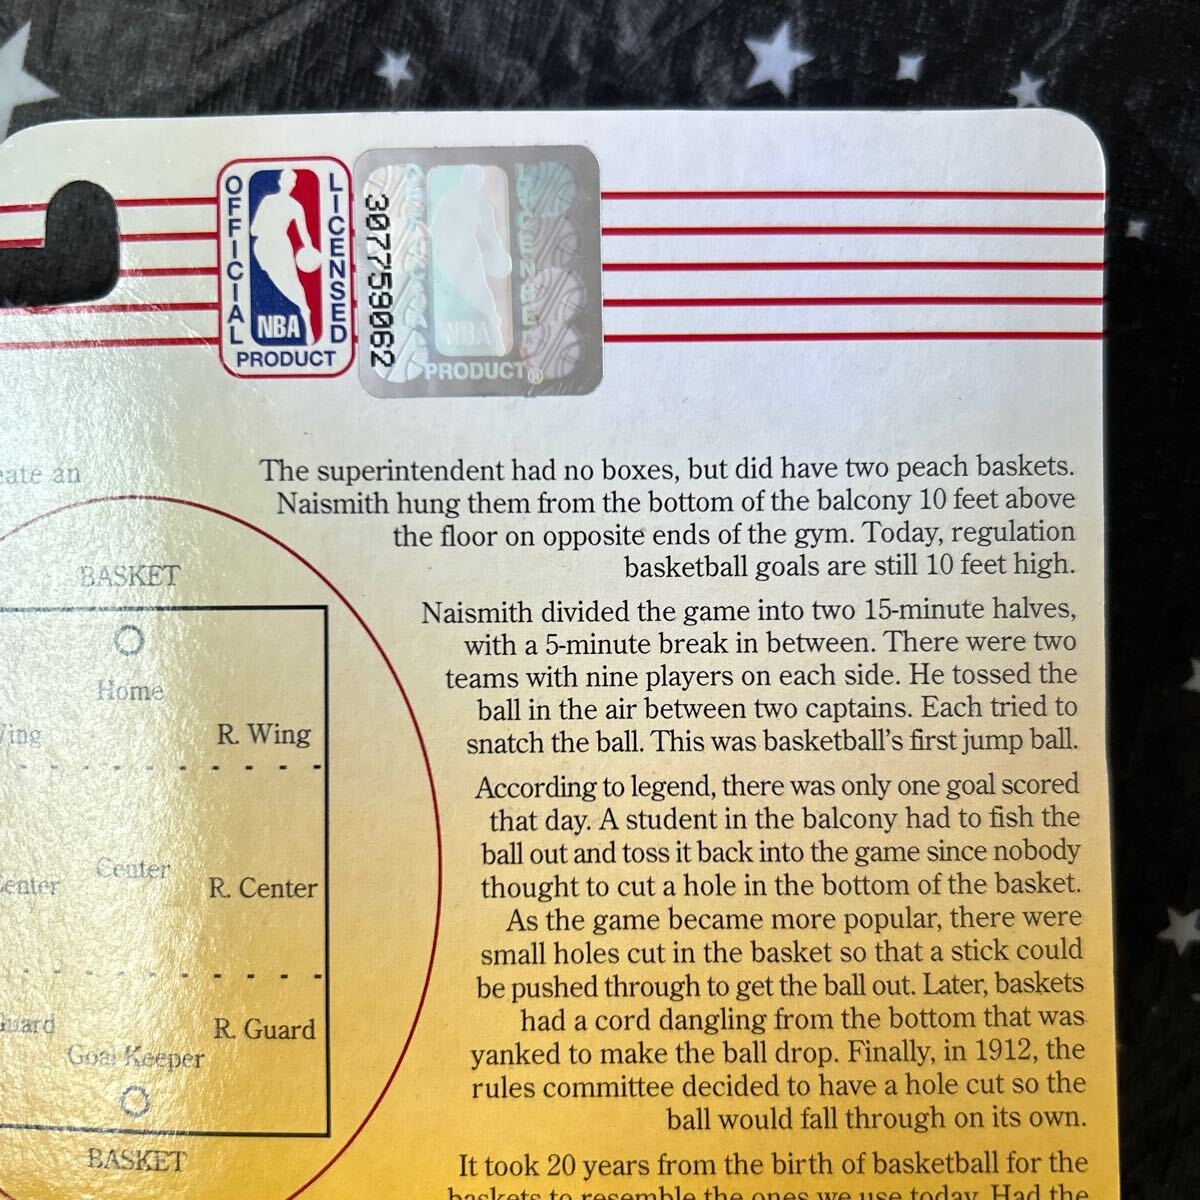 OFFICIAL
LICENSED
NBA
PRODUCT
307759062
NBA
PRODUCT®
an
The superintendent had no boxes, but did have two peach baskets.
Naismith hung them from the bottom of the balcony 10 feet above
the floor on opposite ends of the gym. Today, regulation
basketball goals are still 10 feet high.
Naismith divided the game into two 15-minute halves,
with a 5-minute break in between. There were two
teams with nine players on each side. He tossed the
ball in the air between two captains. Each tried to
snatch the ball. This was basketball's first jump ball.
According to legend, there was only one goal scored
that day. A student in the balcony had to fish the
ball out and toss it back into the game since nobody
thought to cut a hole in the bottom of the basket.
As the game became more popular, there were
small holes cut in the basket so that a stick could
be pushed through to get the ball out. Later, baskets
had a cord dangling from the bottom that was
yanked to make the ball drop. Finally, in 1912, the
rules committee decided to have a hole cut so the
ball would fall through on its own.
It took 20 years from the birth of basketball for the
baskets to resemble the ones we use today. Had the
BASKET
Home
R. Wing
Center
R. Center
R. Guard
Goal Keeper
BASKET